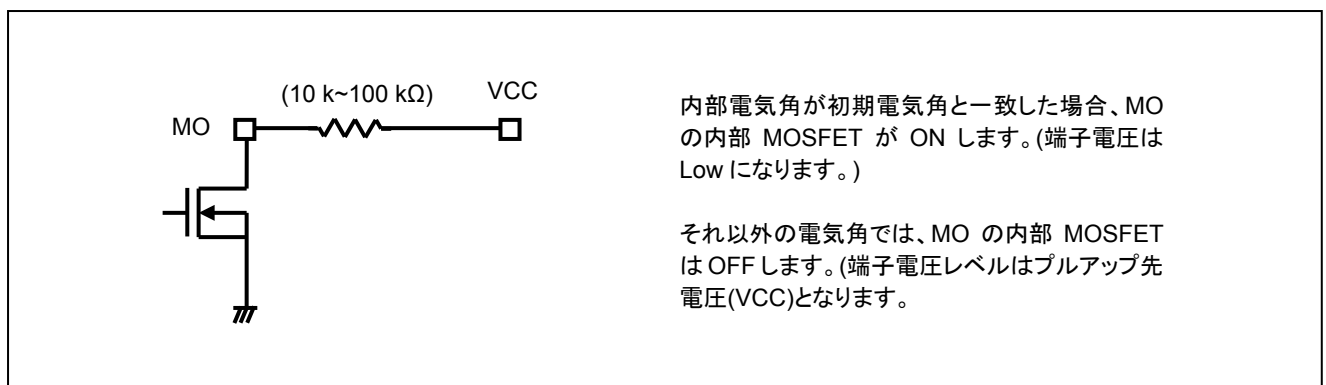 (10 k~100 kΩ)
VCC
MO
内部電気角が初期電気角と一致した場合、MO
の内部 MOSFET が ON します。(端子電圧は
Low になります。)
それ以外の電気角では、MO の内部 MOSFET
は OFF します。(端子電圧レベルはプルアップ先
電圧(VCC)となります。